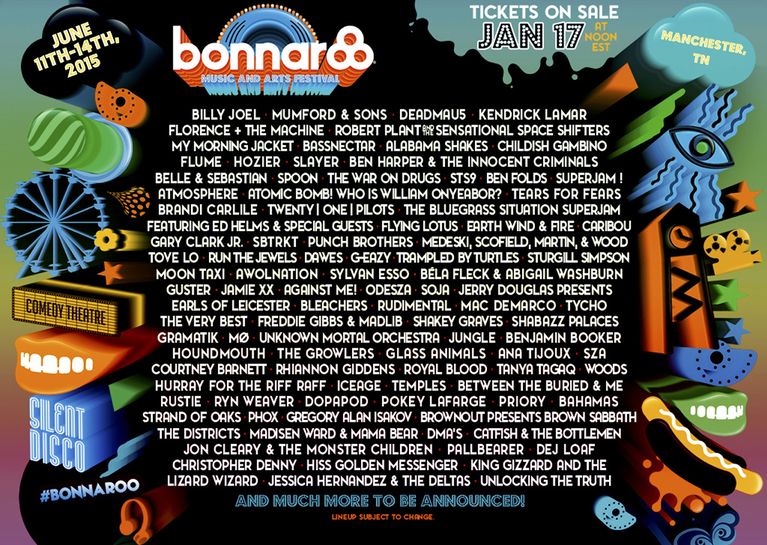 JUNE
11TH-14TH,
2015
bonnaroo
MUSIC AND ARTS FESTIVAL
TICKETS ON SALE
JAN 17 AT NOON EST
MANCHESTER,
TN
BILLY JOEL · MUMFORD & SONS · DEADMAU5 · KENDRICK LAMAR
FLORENCE + THE MACHINE · ROBERT PLANT AND THE SENSATIONAL SPACE SHIFTERS
MY MORNING JACKET · BASSNECTAR · ALABAMA SHAKES · CHILDISH GAMBINO
FLUME · HOZIER · SLAYER · BEN HARPER & THE INNOCENT CRIMINALS
BELLE & SEBASTIAN · SPOON · THE WAR ON DRUGS · STS9 · BEN FOLDS · SUPERJAM !
ATMOSPHERE · ATOMIC BOMB! WHO IS WILLIAM ONYEABOR? · TEARS FOR FEARS
BRANDI CARLILE · TWENTY | ONE | PILOTS · THE BLUEGRASS SITUATION SUPERJAM
FEATURING ED HELMS & SPECIAL GUESTS · FLYING LOTUS · EARTH WIND & FIRE · CARIBOU
GARY CLARK JR. · SBTRKT · PUNCH BROTHERS · MEDESKI, SCOFIELD, MARTIN, & WOOD
TOVE LO · RUN THE JEWELS · DAWES · G-EAZY · TRAMPLED BY TURTLES · STURGILL SIMPSON
MOON TAXI · AWOLNATION · SYLVAN ESSO · BÉLA FLECK & ABIGAIL WASHBURN
GUSTER · JAMIE XX · AGAINST ME! · ODESZA · SOJA · JERRY DOUGLAS PRESENTS
EARLS OF LEICESTER · BLEACHERS · RUDIMENTAL · MAC DEMARCO · TYCHO
THE VERY BEST · FREDDIE GIBBS & MADLIB · SHAKEY GRAVES · SHABAZZ PALACES
GRAMATIK · MØ · UNKNOWN MORTAL ORCHESTRA · JUNGLE · BENJAMIN BOOKER
HOUNDMOUTH · THE GROWLERS · GLASS ANIMALS · ANA TIJOUX · SZA
COURTNEY BARNETT · RHIANNON GIDDENS · ROYAL BLOOD · TANYA TAGAQ · WOODS
HURRAY FOR THE RIFF RAFF · ICEAGE · TEMPLES · BETWEEN THE BURIED & ME
RUSTIE · RYN WEAVER · DOPAPOD · POKEY LAFARGE · PRIORY · BAHAMAS
STRAND OF OAKS · PHOX · GREGORY ALAN ISAKOV · BROWNOUT PRESENTS BROWN SABBATH
THE DISTRICTS · MADISEN WARD & MAMA BEAR · DMA'S · CATFISH & THE BOTTLEMEN
JON CLEARY & THE MONSTER CHILDREN · PALLBEARER · DEJ LOAF
CHRISTOPHER DENNY · HISS GOLDEN MESSENGER · KING GIZZARD AND THE
LIZARD WIZARD · JESSICA HERNANDEZ & THE DELTAS · UNLOCKING THE TRUTH
AND MUCH MORE TO BE ANNOUNCED!
LINEUP SUBJECT TO CHANGE.
COMEDY THEATRE
SILENT
DISCO
#BONNAROO